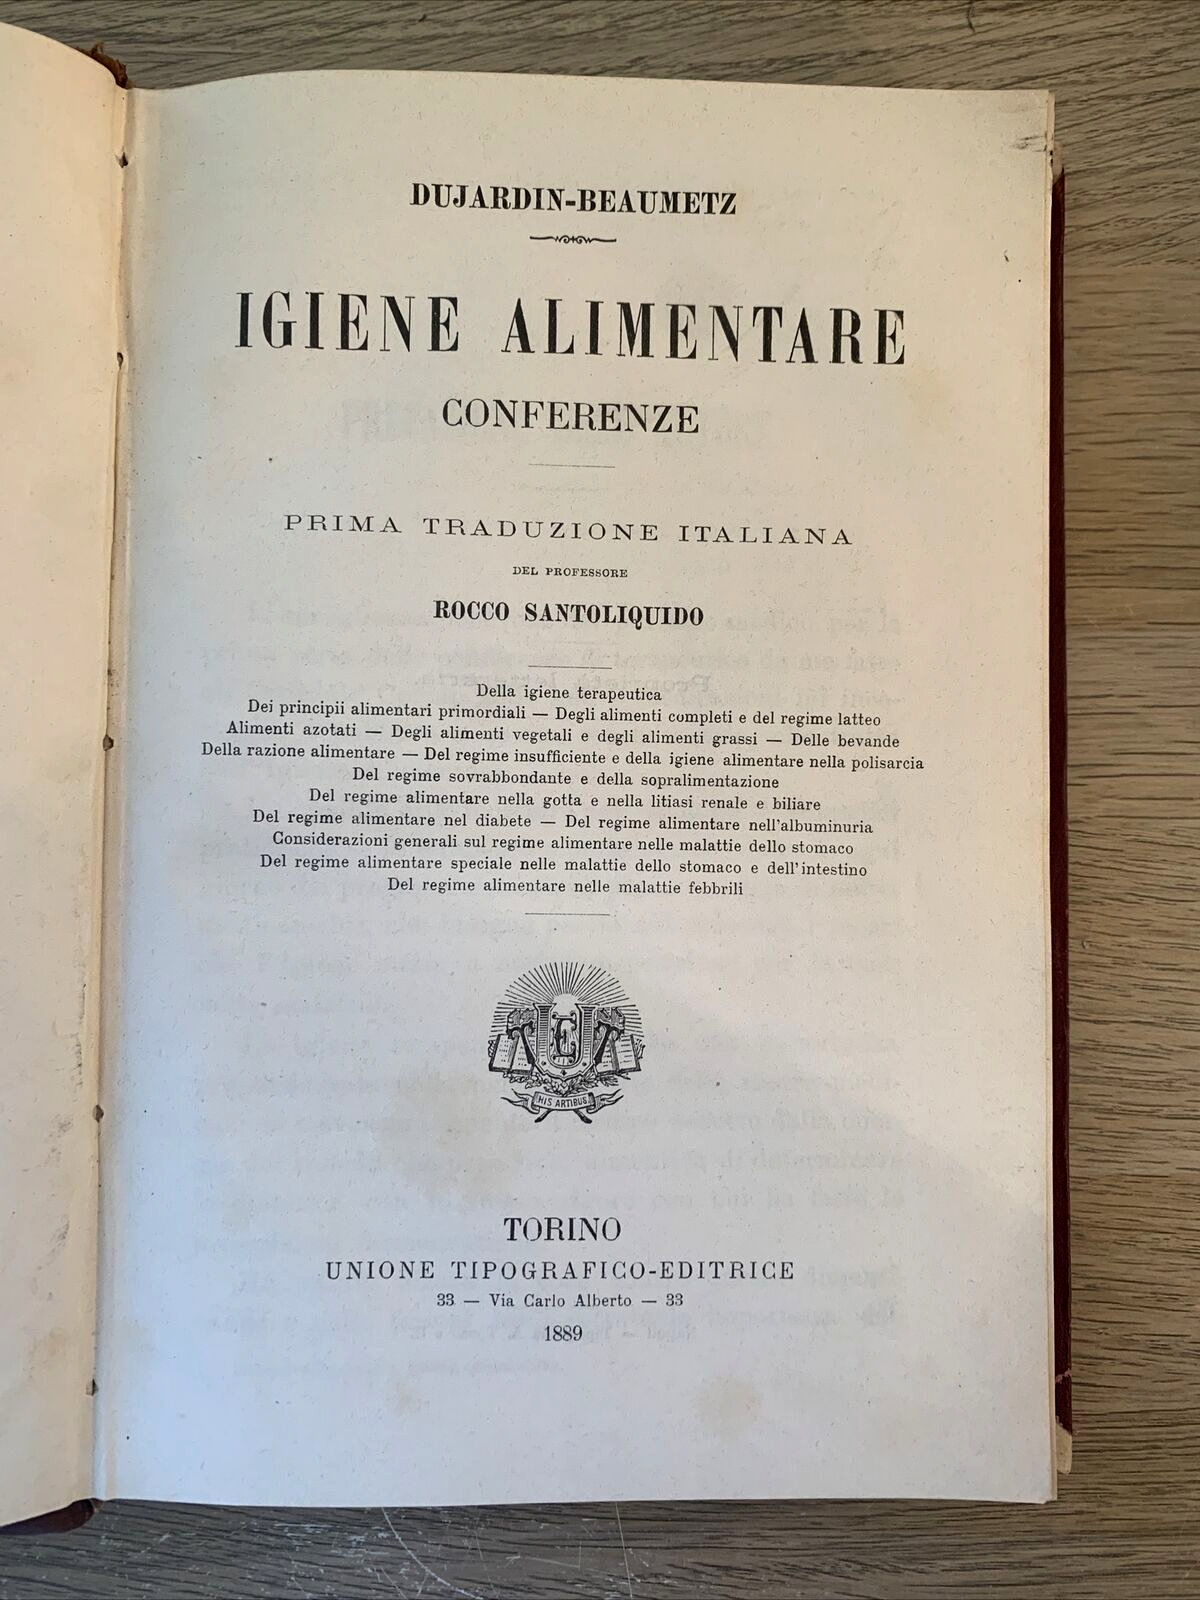 DUJARDIN-BEAUMETZ
IGIENE ALIMENTARE
CONFERENZE
PRIMA TRADUZIONE ITALIANA
DEL PROFESSORE
ROCCO SANTOLIQUIDO
Della igiene terapeutica
Dei principii alimentari primordiali — Degli alimenti completi e del regime latteo
Alimenti azotati — Degli alimenti vegetali e degli alimenti grassi — Delle bevande
Della razione alimentare — Del regime insufficiente e della igiene alimentare nella polisarcia
Del regime sovrabbondante e della sopralimentazione
Del regime alimentare nella gotta e nella litiasi renale e biliare
Del regime alimentare nel diabete — Del regime alimentare nell'albuminuria
Considerazioni generali sul regime alimentare nelle malattie dello stomaco
Del regime alimentare speciale nelle malattie dello stomaco e dell'intestino
Del regime alimentare nelle malattie febbrili
UTET
HIS ARTIBUS
TORINO
UNIONE TIPOGRAFICO-EDITRICE
33 — Via Carlo Alberto — 33
1889